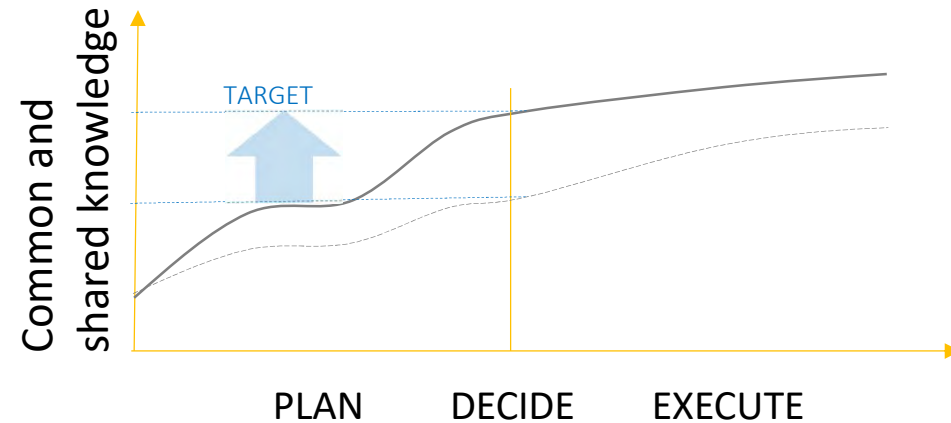 Common and
shared knowledge
TARGET
PLAN DECIDE EXECUTE